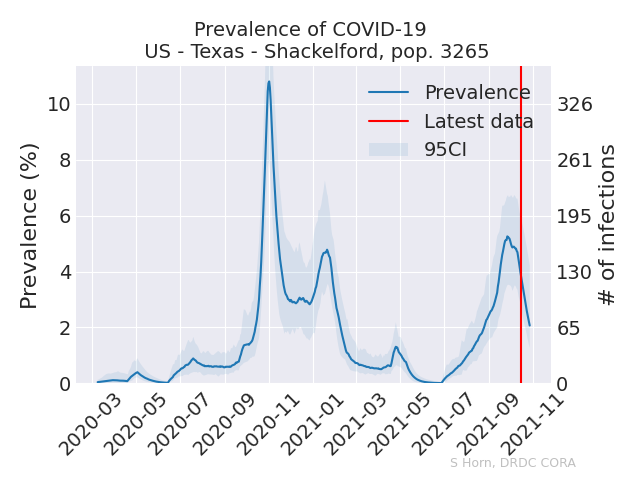 Prevalence of COVID-19
US - Texas - Shackelford, pop. 3265
Prevalence
Latest data
95CI
Prevalence (%)
10
8
6
4
2
0
# of infections
326
261
195
130
65
0
2020-03
2020-05
2020-07
2020-09
2020-11
2021-01
2021-03
2021-05
2021-07
2021-09
2021-11
S Horn, DRDC CORA